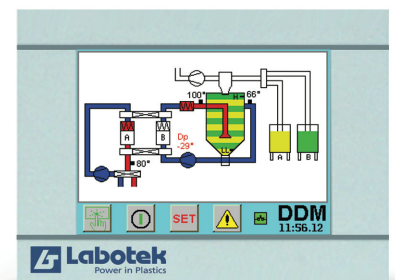 100°
H
66°
A
B
Dp
-29°
L
80°
A
B
SET
DDM
11:56.12
Labotek
Power in Plastics